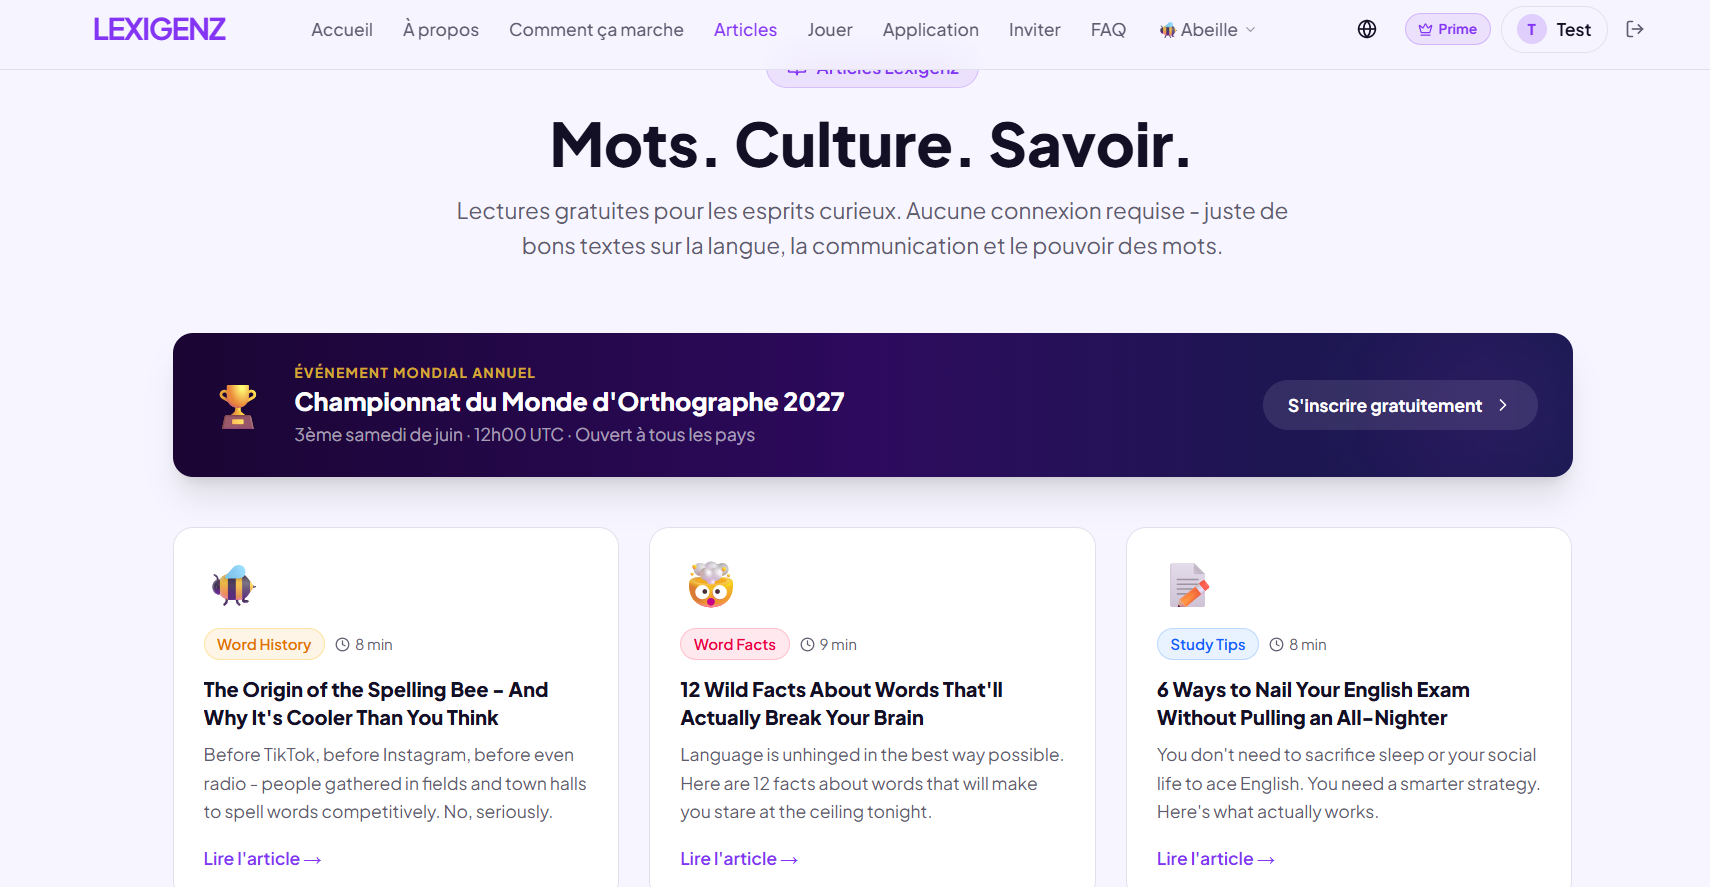 LEXIGENZ
Accueil
À propos
Comment ça marche
Articles
Jouer
Application
Inviter
FAQ
Abeille
Prime
T
Test
Articles Lexigenz
Mots. Culture. Savoir.
Lectures gratuites pour les esprits curieux. Aucune connexion requise - juste de
bons textes sur la langue, la communication et le pouvoir des mots.
ÉVÉNEMENT MONDIAL ANNUEL
Championnat du Monde d'Orthographe 2027
3ème samedi de juin · 12h00 UTC · Ouvert à tous les pays
S'inscrire gratuitement
Word History
8 min
The Origin of the Spelling Bee - And
Why It's Cooler Than You Think
Before TikTok, before Instagram, before even
radio - people gathered in fields and town halls
to spell words competitively. No, seriously.
Lire l'article →
Word Facts
9 min
12 Wild Facts About Words That'll
Actually Break Your Brain
Language is unhinged in the best way possible.
Here are 12 facts about words that will make
you stare at the ceiling tonight.
Lire l'article →
Study Tips
8 min
6 Ways to Nail Your English Exam
Without Pulling an All-Nighter
You don't need to sacrifice sleep or your social
life to ace English. You need a smarter strategy.
Here's what actually works.
Lire l'article →